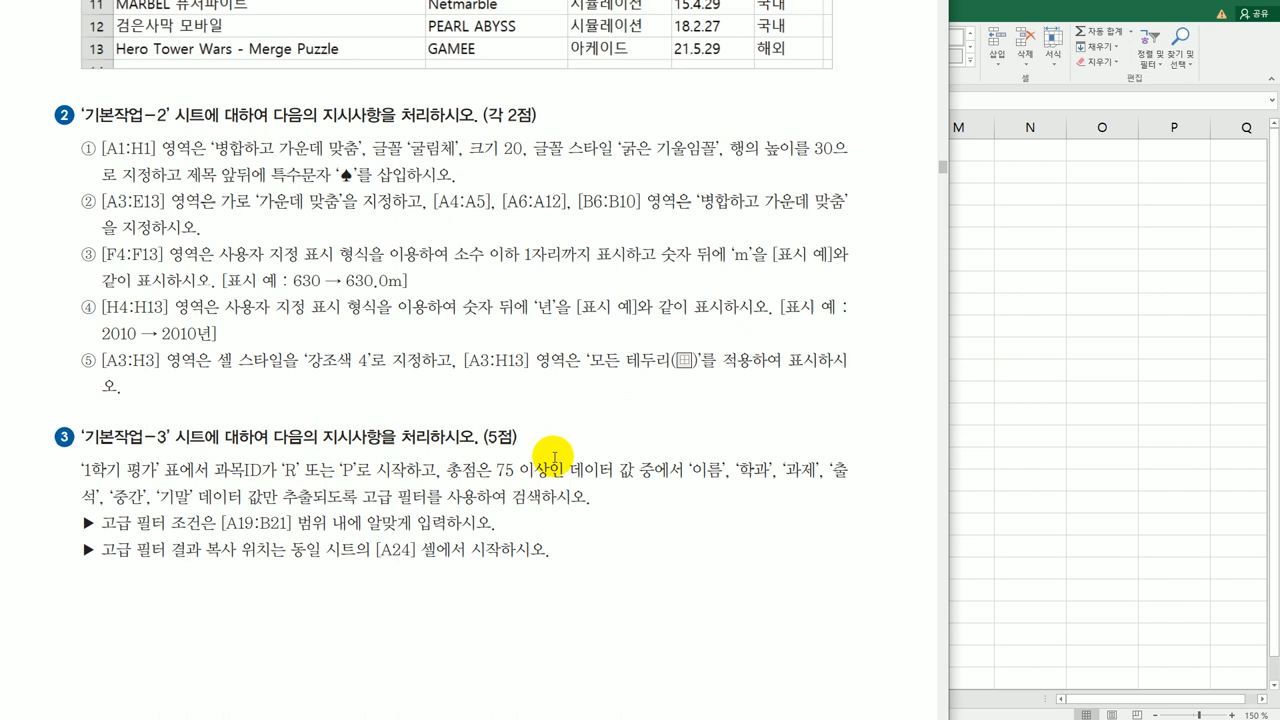 11 MARBEL 퓨저파이트 Netmarble 시뮬레이션 15.4.29 국내
12 검은사막 모바일 PEARL ABYSS 시뮬레이션 18.2.27 국내
13 Hero Tower Wars - Merge Puzzle GAMEE 아케이드 21.5.29 해외
2 '기본작업-2' 시트에 대하여 다음의 지시사항을 처리하시오. (각 2점)
① [A1:H1] 영역은 '병합하고 가운데 맞춤', 글꼴 '굴림체', 크기 20, 글꼴 스타일 '굵은 기울임꼴', 행의 높이를 30으
로 지정하고 제목 앞뒤에 특수문자 '♠'를 삽입하시오.
② [A3:E13] 영역은 가로 '가운데 맞춤'을 지정하고, [A4:A5], [A6:A12], [B6:B10] 영역은 '병합하고 가운데 맞춤'
을 지정하시오.
③ [F4:F13] 영역은 사용자 지정 표시 형식을 이용하여 소수 이하 1자리까지 표시하고 숫자 뒤에 'm'을 [표시 예]와
같이 표시하시오. [표시 예 : 630 → 630.0m]
④ [H4:H13] 영역은 사용자 지정 표시 형식을 이용하여 숫자 뒤에 '년'을 [표시 예]와 같이 표시하시오. [표시 예 :
2010 → 2010년]
⑤ [A3:H3] 영역은 셀 스타일을 '강조색 4'로 지정하고, [A3:H13] 영역은 '모든 테두리(田)'를 적용하여 표시하시
오.
3 '기본작업-3' 시트에 대하여 다음의 지시사항을 처리하시오. (5점)
'1학기 평가' 표에서 과목ID가 'R' 또는 'P'로 시작하고, 총점은 75 이상인 데이터 값 중에서 '이름', '학과', '과제', '출
석', '중간', '기말' 데이터 값만 추출되도록 고급 필터를 사용하여 검색하시오.
▶ 고급 필터 조건은 [A19:B21] 범위 내에 알맞게 입력하시오.
▶ 고급 필터 결과 복사 위치는 동일 시트의 [A24] 셀에서 시작하시오.
공유
삽입 삭제 서식
자동 합계
채우기
지우기
정렬 및 찾기 및
필터 선택
셀 편집
M N O P Q
150 %